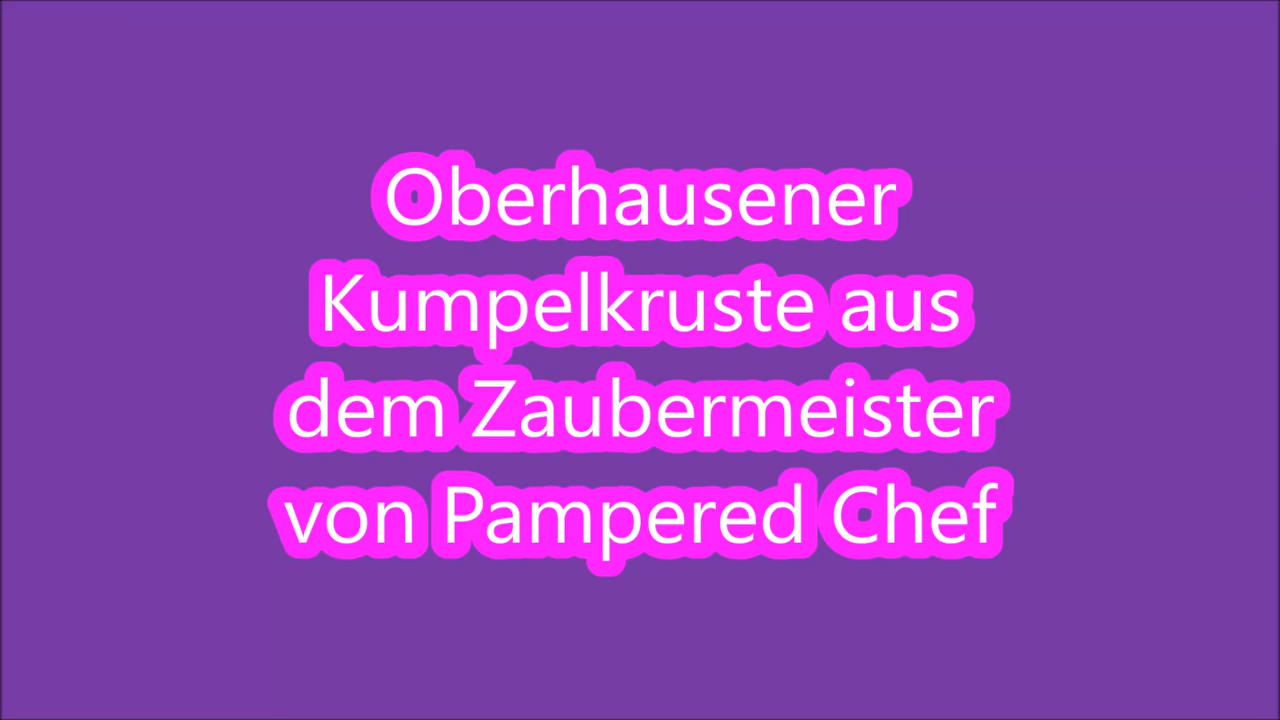 Oberhausener
Kumpelkruste aus
dem Zaubermeister
von Pampered Chef